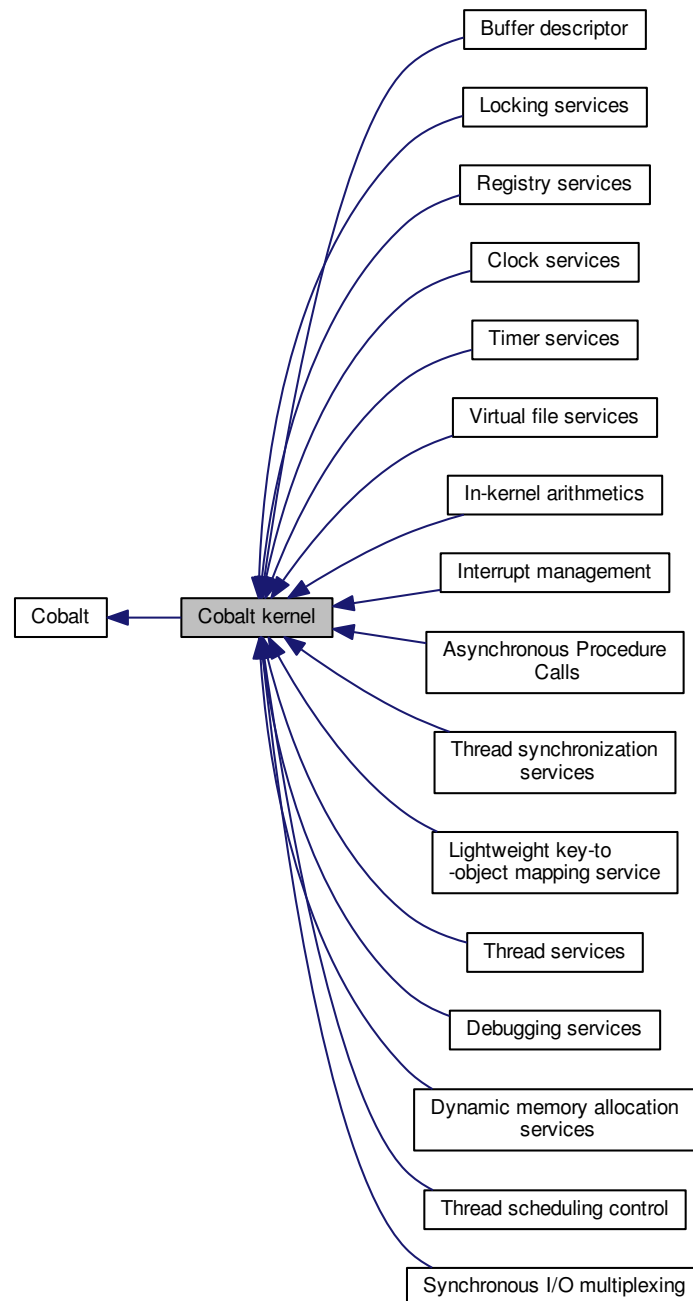 Buffer descriptor
Locking services
Registry services
Clock services
Timer services
Virtual file services
In-kernel arithmetics
Interrupt management
Cobalt
Cobalt kernel
Asynchronous Procedure
Calls
Thread synchronization
services
Lightweight key-to
-object mapping service
Thread services
Debugging services
Dynamic memory allocation
services
Thread scheduling control
Synchronous I/O multiplexing